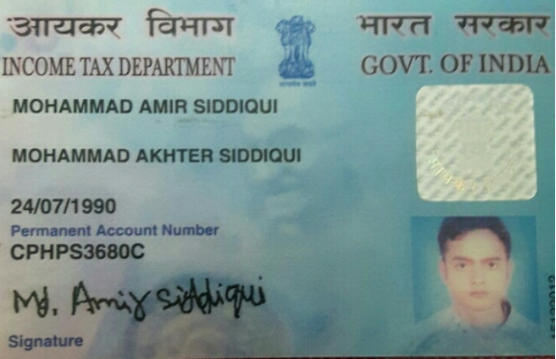 आयकर विभाग
भारत सरकार
INCOME TAX DEPARTMENT
GOVT. OF INDIA
MOHAMMAD AMIR SIDDIQUI
MOHAMMAD AKHTER SIDDIQUI
24/07/1990
Permanent Account Number
CPHPS3680C
Md. Amir siddiqui
Signature